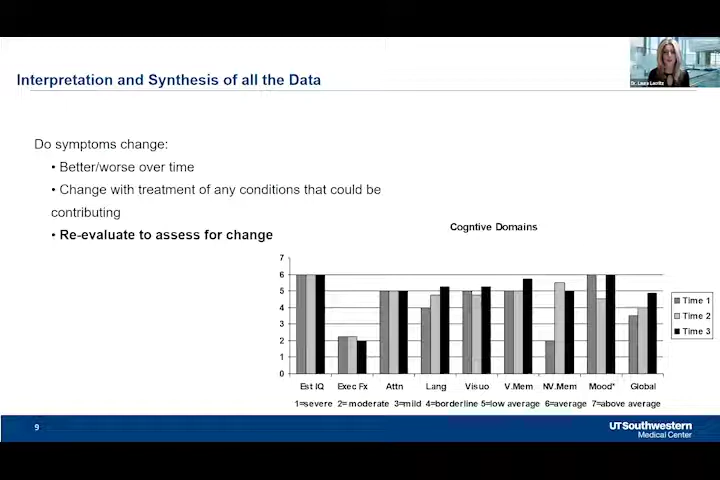 Dr. Laura Lacritz
Interpretation and Synthesis of all the Data
Do symptoms change:
• Better/worse over time
• Change with treatment of any conditions that could be
contributing
• Re-evaluate to assess for change
Cogntive Domains
7
6
5
4
3
2
1
0
Est IQ Exec Fx Attn Lang Visuo V.Mem NV.Mem Mood* Global
Time 1
Time 2
Time 3
1=severe 2= moderate 3=mild 4=borderline 5=low average 6=average 7=above average
9
UTSouthwestern
Medical Center